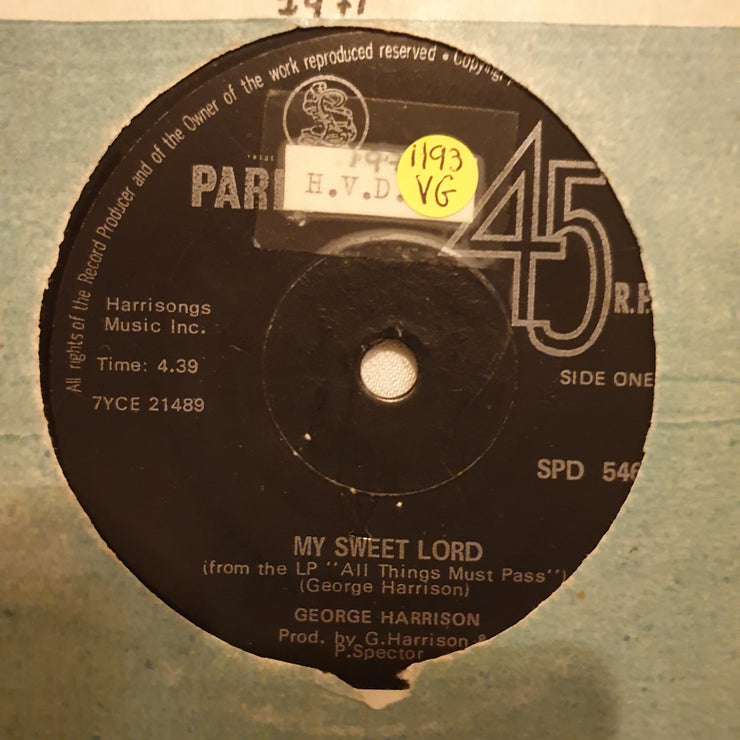 All rights of the Record Producer and of the Owner of the work reproduced reserved •
PAR
H.V.D.
1193
VG
45
R.P.
Harrisongs
Music Inc.
Time: 4.39
7YCE 21489
SIDE ONE
SPD 546
MY SWEET LORD
(from the LP "All Things Must Pass")
(George Harrison)
GEORGE HARRISON
Prod. by G.Harrison &
P.Spector